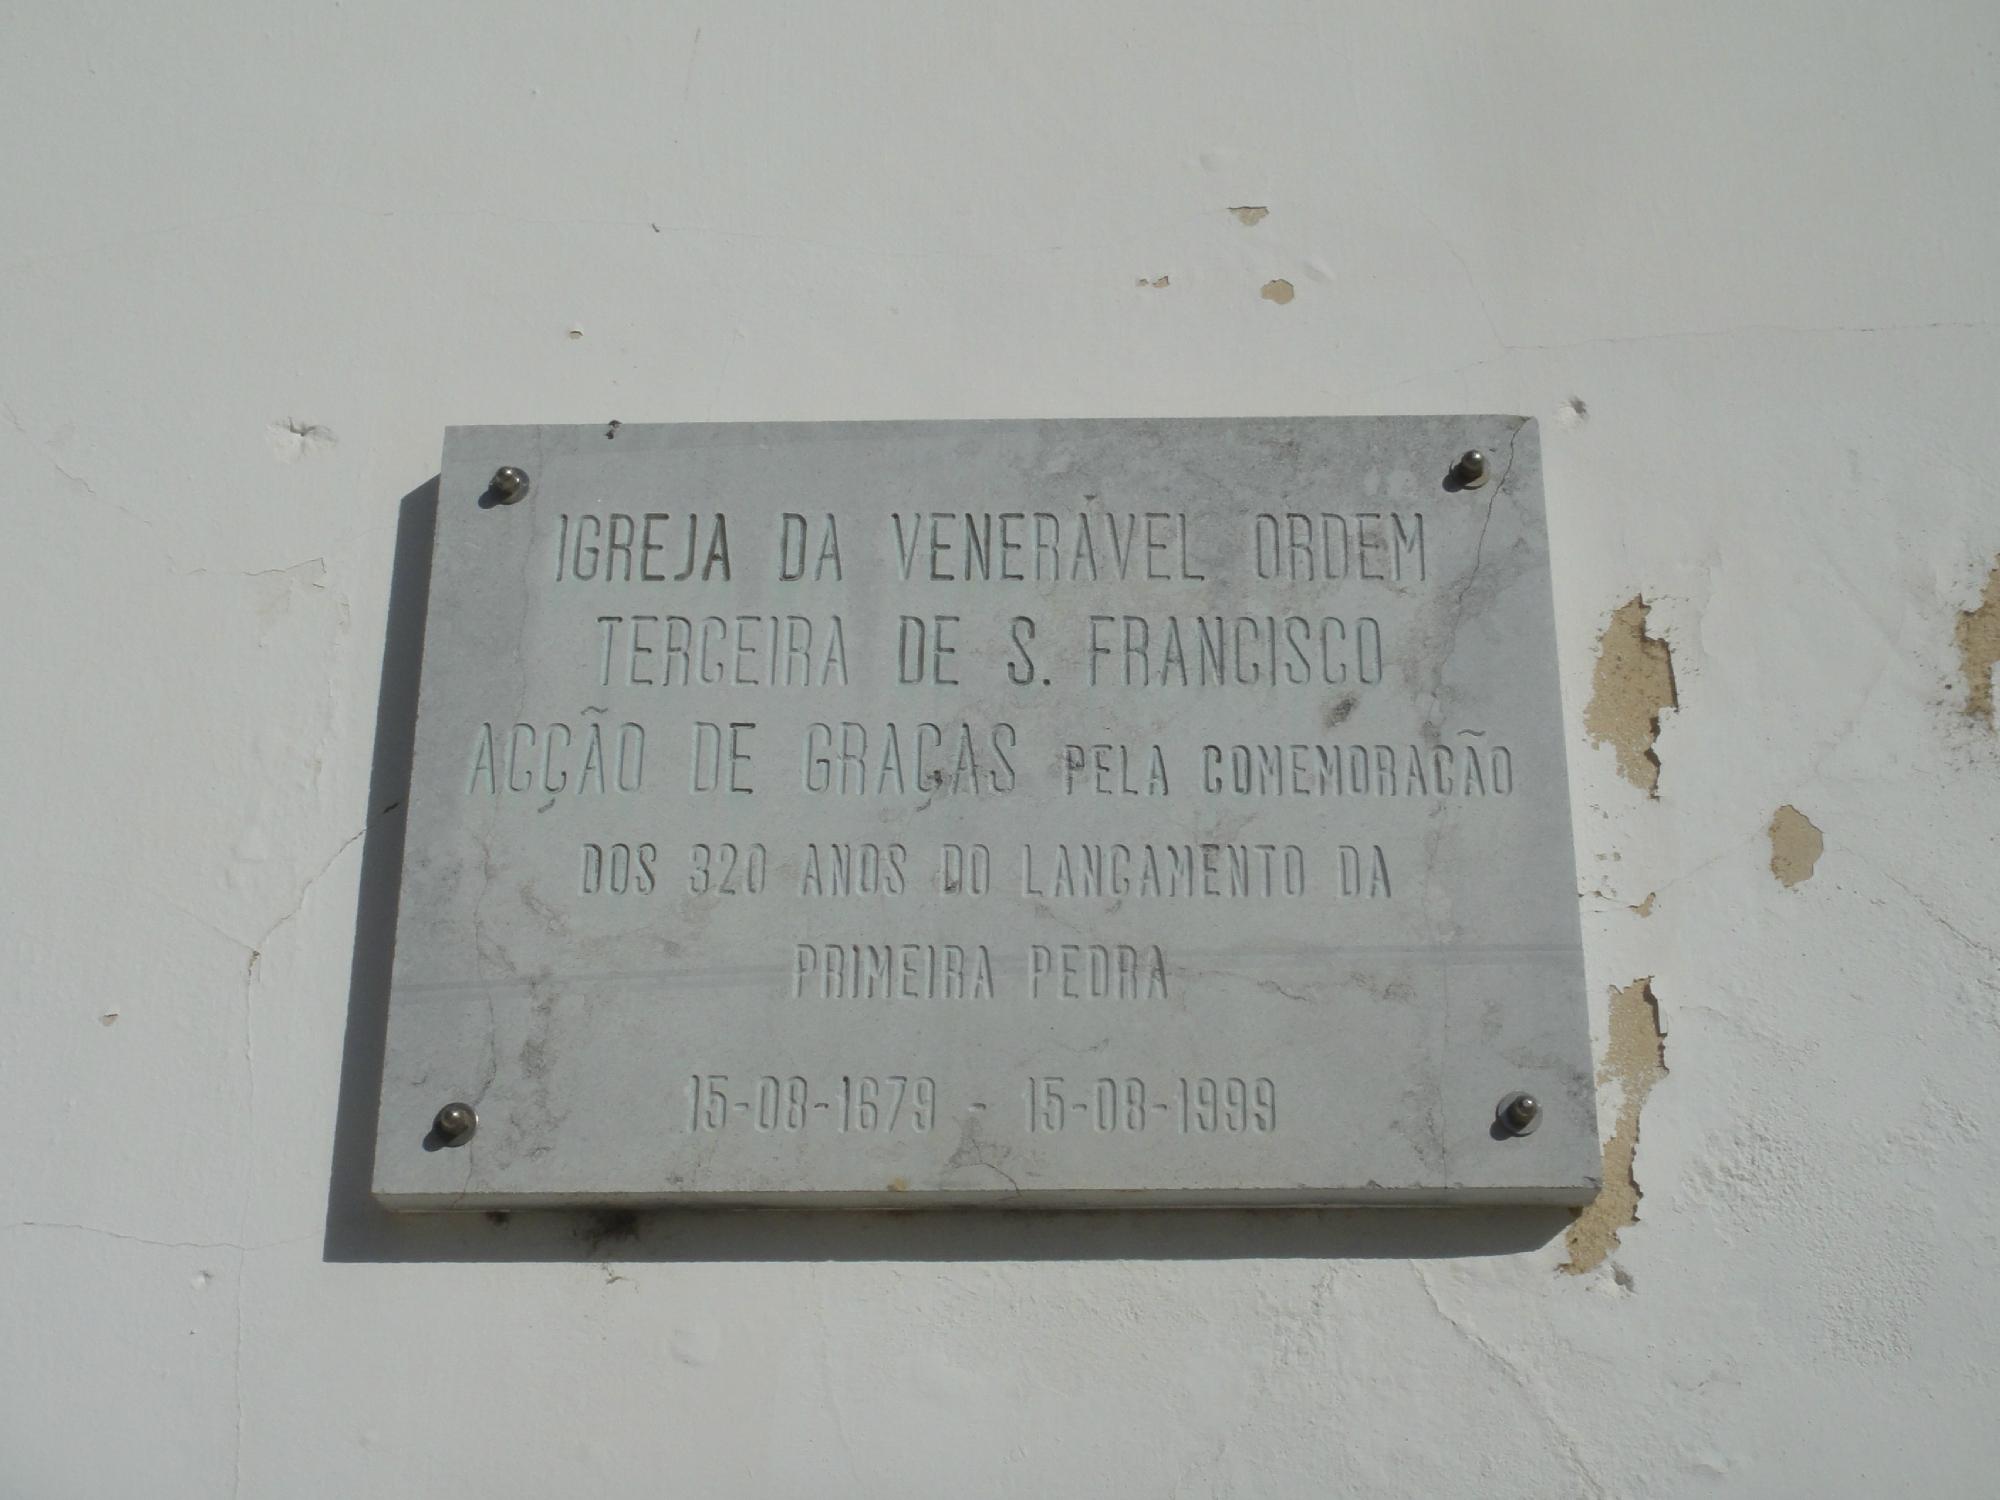 IGREJA DA VENERÁVEL ORDEM
TERCEIRA DE S. FRANCISCO
ACÇÃO DE GRAÇAS PELA COMEMORAÇÃO
DOS 320 ANOS DO LANÇAMENTO DA
PRIMEIRA PEDRA
15-08-1679 - 15-08-1999